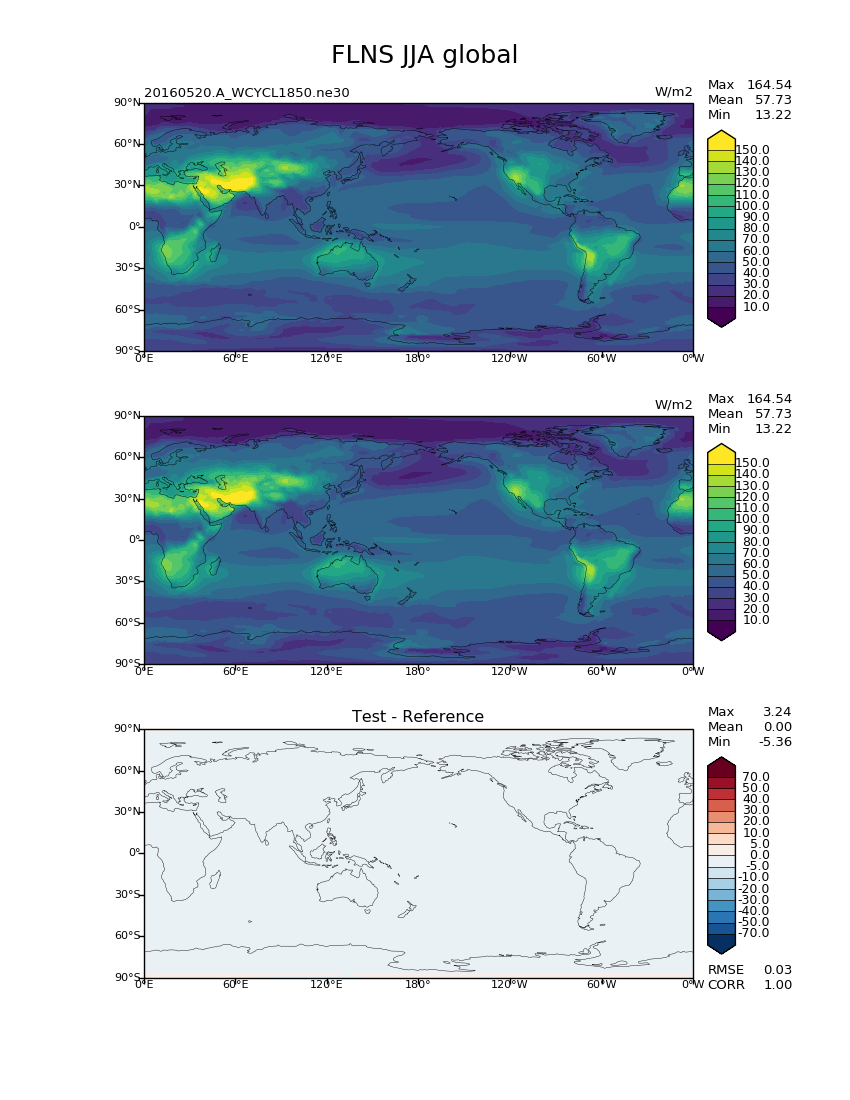 FLNS JJA global
20160520.A_WCYCL1850.ne30 W/m2
Max 164.54
Mean 57.73
Min 13.22
90°N
60°N
30°N
0°
30°S
60°S
90°S
0°E 60°E 120°E 180° 120°W 60°W 0°W
150.0
140.0
130.0
120.0
110.0
100.0
90.0
80.0
70.0
60.0
50.0
40.0
30.0
20.0
10.0
W/m2
Max 164.54
Mean 57.73
Min 13.22
90°N
60°N
30°N
0°
30°S
60°S
90°S
0°E 60°E 120°E 180° 120°W 60°W 0°W
150.0
140.0
130.0
120.0
110.0
100.0
90.0
80.0
70.0
60.0
50.0
40.0
30.0
20.0
10.0
Test - Reference
Max 3.24
Mean 0.00
Min -5.36
90°N
60°N
30°N
0°
30°S
60°S
90°S
0°E 60°E 120°E 180° 120°W 60°W 0°W
70.0
50.0
40.0
30.0
20.0
10.0
5.0
0.0
-5.0
-10.0
-20.0
-30.0
-40.0
-50.0
-70.0
RMSE 0.03
CORR 1.00